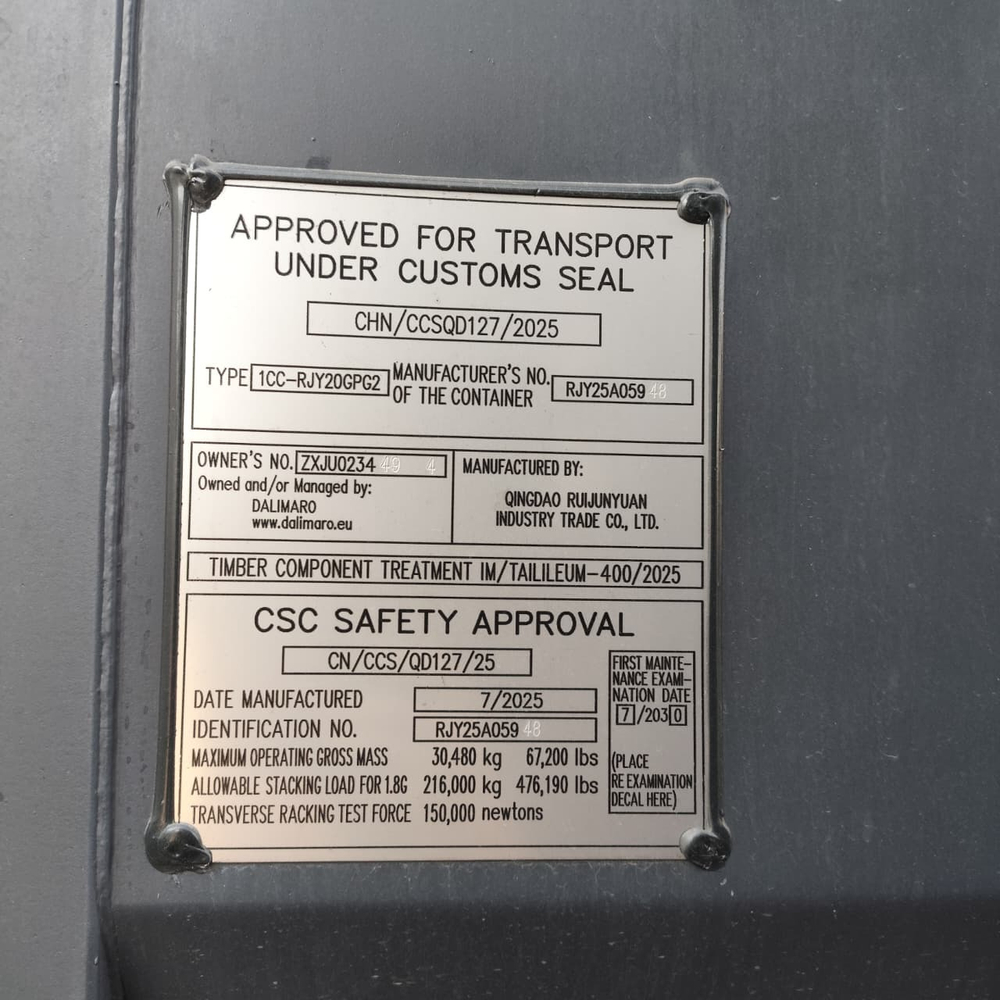 APPROVED FOR TRANSPORT
UNDER CUSTOMS SEAL
CHN/CCSQD127/2025
TYPE 1CC-RJY20GPG2 MANUFACTURER'S NO. OF THE CONTAINER RJY25A05948
OWNER'S NO. ZXJU023449 4
Owned and/or Managed by:
DALIMARO
www.dalimaro.eu
MANUFACTURED BY:
QINGDAO RUIJUNYUAN
INDUSTRY TRADE CO., LTD.
TIMBER COMPONENT TREATMENT IM/TAILILEUM-400/2025
CSC SAFETY APPROVAL
CN/CCS/QD127/25
DATE MANUFACTURED 7/2025
IDENTIFICATION NO. RJY25A05948
MAXIMUM OPERATING GROSS MASS 30,480 kg 67,200 lbs
ALLOWABLE STACKING LOAD FOR 1.8G 216,000 kg 476,190 lbs
TRANSVERSE RACKING TEST FORCE 150,000 newtons
FIRST MAINTE-
NANCE EXAMI-
NATION DATE
7/2030
(PLACE
RE EXAMINATION
DECAL HERE)